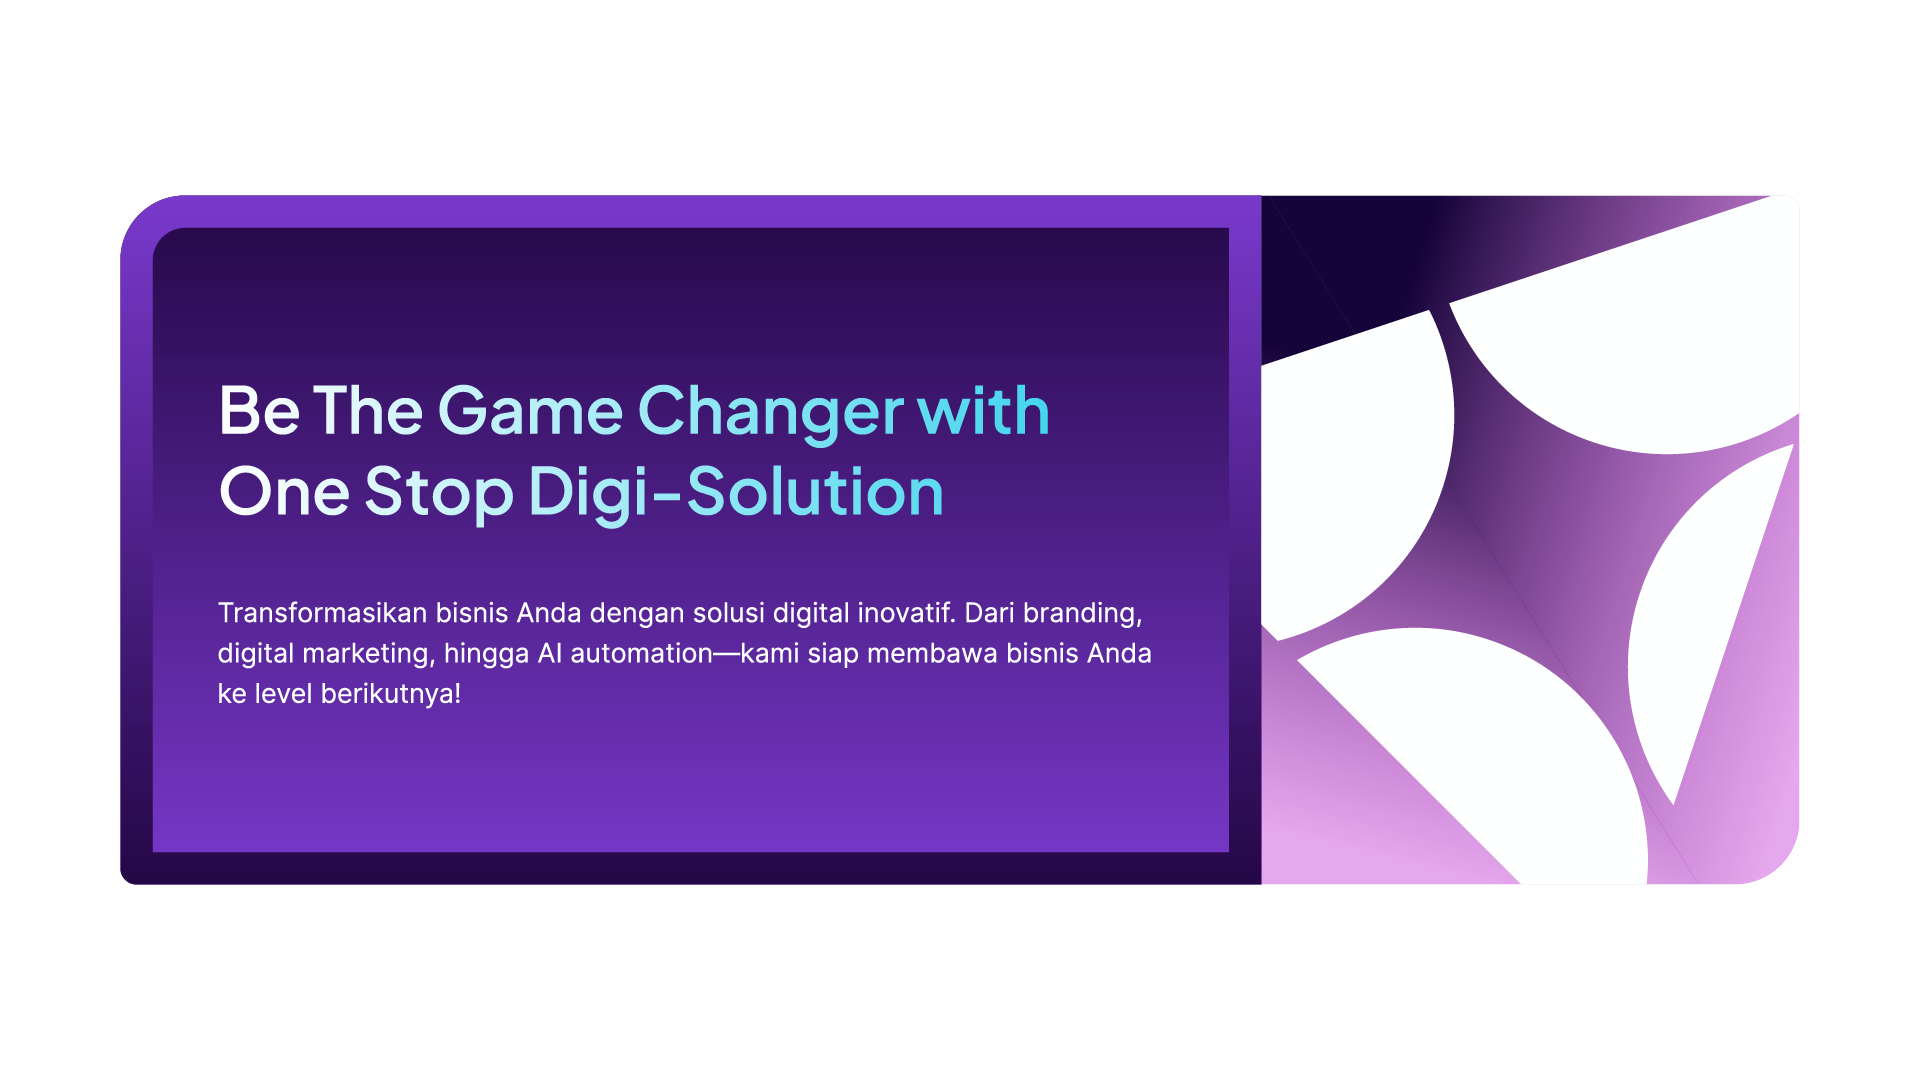 Be The Game Changer with
One Stop Digi-Solution
Transformasikan bisnis Anda dengan solusi digital inovatif. Dari branding,
digital marketing, hingga AI automation—kami siap membawa bisnis Anda
ke level berikutnya!